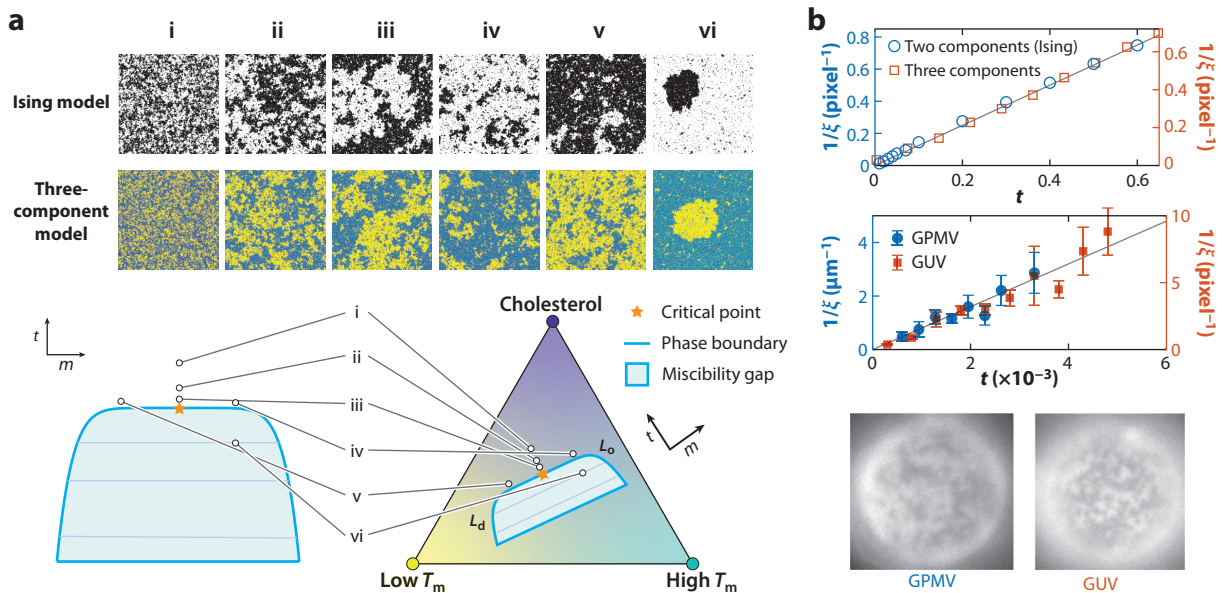 a
i ii iii iv v vi
Ising model
Three-
component
model
t
m
i
ii
iii
iv
v
vi
Cholesterol
Critical point
Phase boundary
Miscibility gap
t
m
Lo
Ld
Low Tm
High Tm
b
0.8
0.6
0.4
0.2
0
1/ξ (pixel⁻¹)
Two components (Ising)
Three components
0.6
0.4
0.2
0
1/ξ (pixel⁻¹)
0 0.2 0.4 0.6
t
4
2
0
1/ξ (μm⁻¹)
GPMV
GUV
10
5
0
1/ξ (pixel⁻¹)
0 2 4 6
t (×10⁻³)
GPMV
GUV